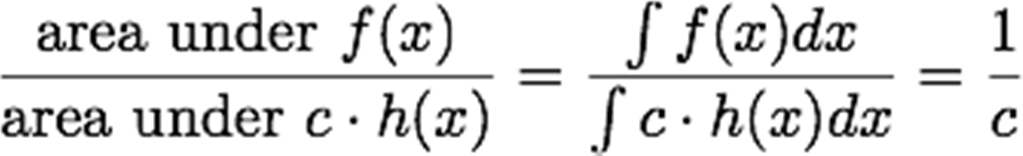 area under f(x) / area under c · h(x) = ∫ f(x)dx / ∫ c · h(x)dx = 1 / c